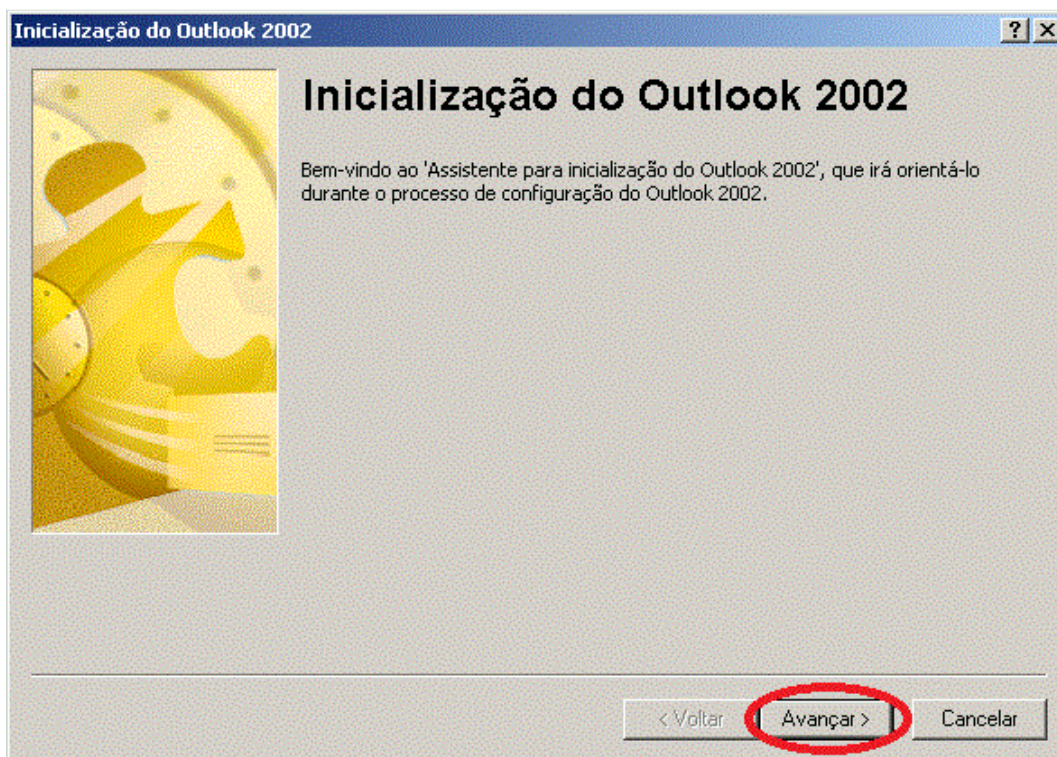 Inicialização do Outlook 2002
? X
Inicialização do Outlook 2002
Bem-vindo ao 'Assistente para inicialização do Outlook 2002', que irá orientá-lo
durante o processo de configuração do Outlook 2002.
< Voltar Avançar > Cancelar